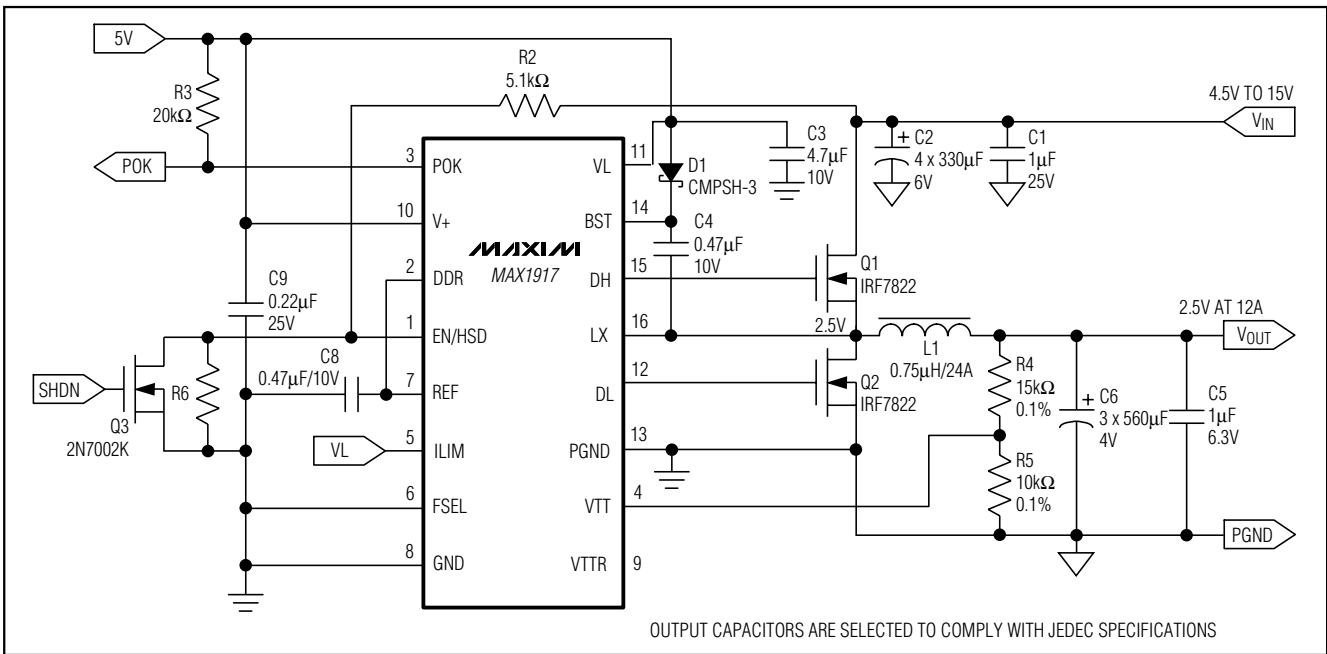 5V
R3
20kΩ
POK
R2
5.1kΩ
4.5V TO 15V
VIN
C3
4.7μF
10V
+ C2
4 x 330μF
6V
C1
1μF
25V
3 POK
10 V+
2 DDR
1 EN/HSD
7 REF
5 ILIM
6 FSEL
8 GND
MAXIM
MAX1917
11 VL
14 BST
15 DH
16 LX
12 DL
13 PGND
4 VTT
VTTR 9
D1
CMPSH-3
C4
0.47μF
10V
Q1
IRF7822
2.5V
L1
0.75μH/24A
Q2
IRF7822
2.5V AT 12A
VOUT
R4
15kΩ
0.1%
R5
10kΩ
0.1%
+ C6
3 x 560μF
4V
C5
1μF
6.3V
PGND
C9
0.22μF
25V
C8
0.47μF/10V
SHDN
R6
Q3
2N7002K
VL
OUTPUT CAPACITORS ARE SELECTED TO COMPLY WITH JEDEC SPECIFICATIONS